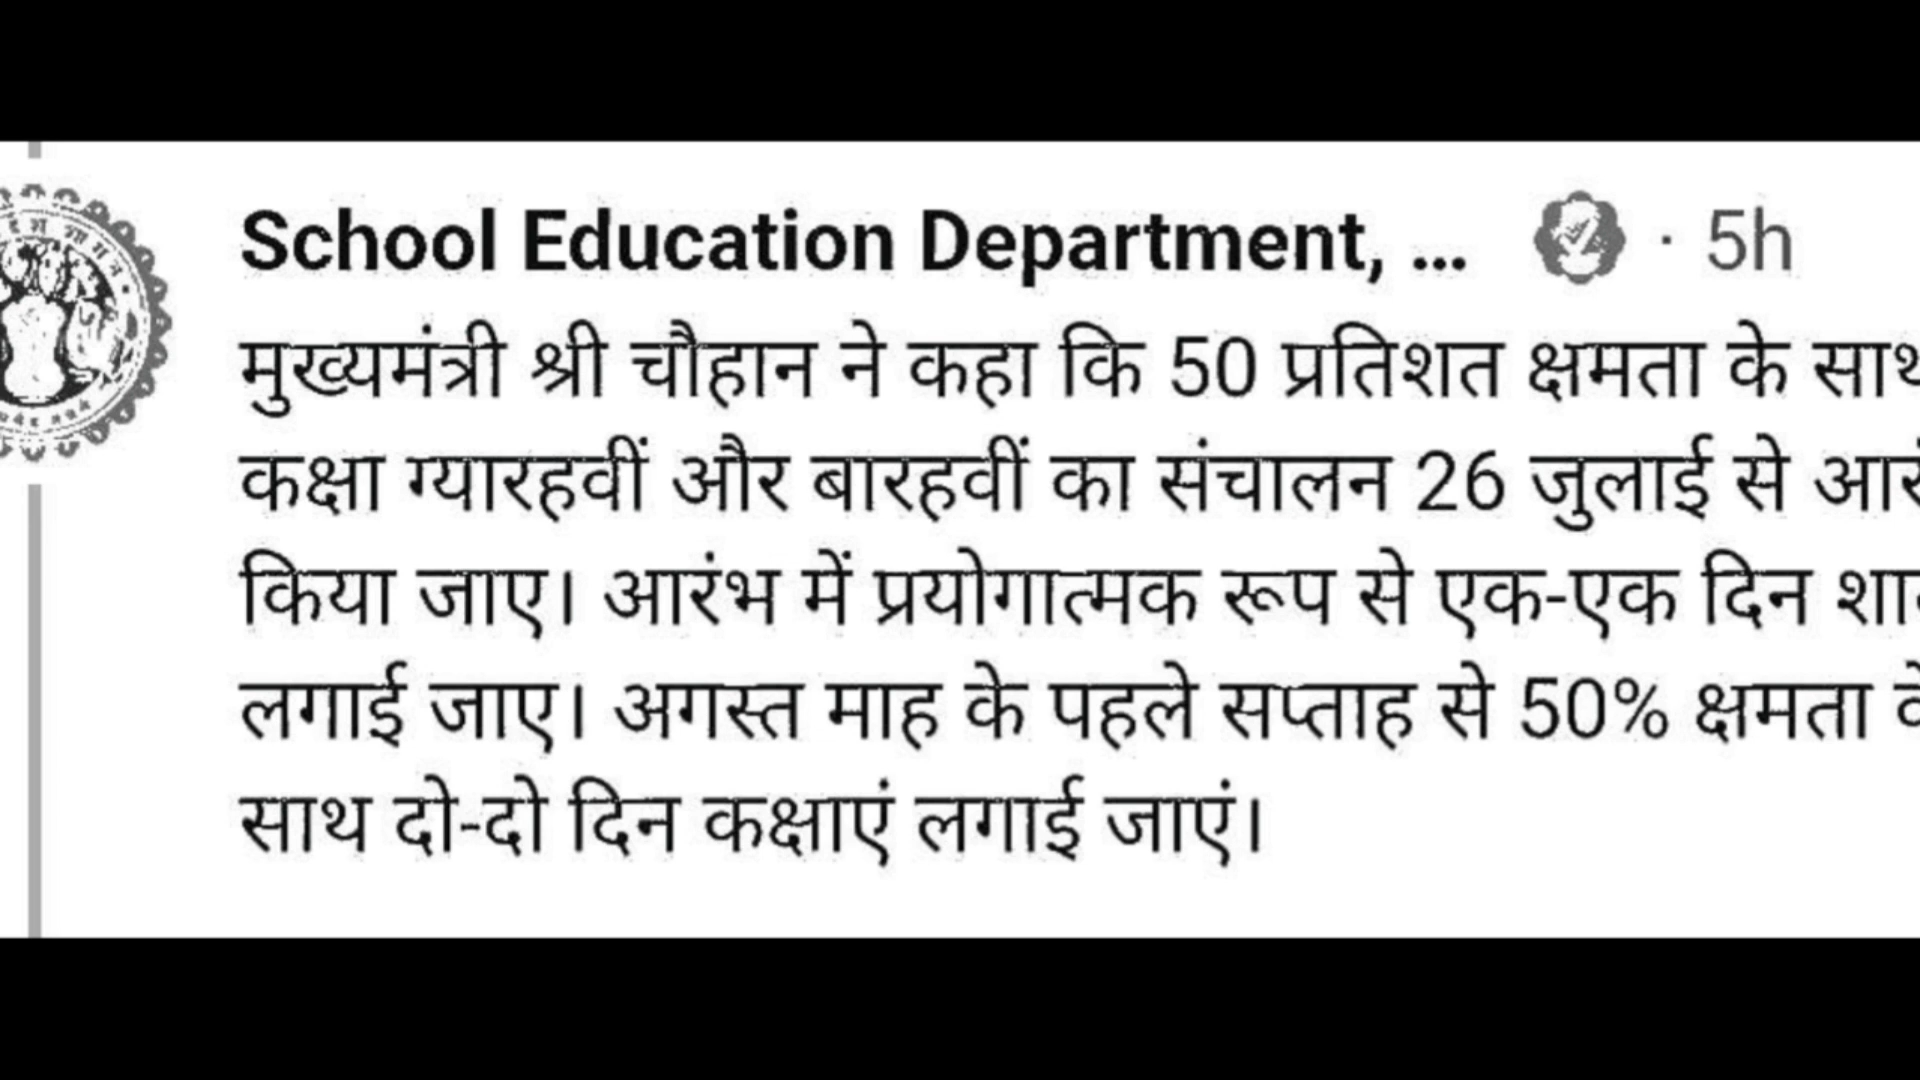 School Education Department, ... · 5h
मुख्यमंत्री श्री चौहान ने कहा कि 50 प्रतिशत क्षमता के साथ
कक्षा ग्यारहवीं और बारहवीं का संचालन 26 जुलाई से
किया जाए। आरंभ में प्रयोगात्मक रूप से एक-एक दिन
लगाई जाए। अगस्त माह के पहले सप्ताह से 50% क्षमता
साथ दो-दो दिन कक्षाएं लगाई जाएं।